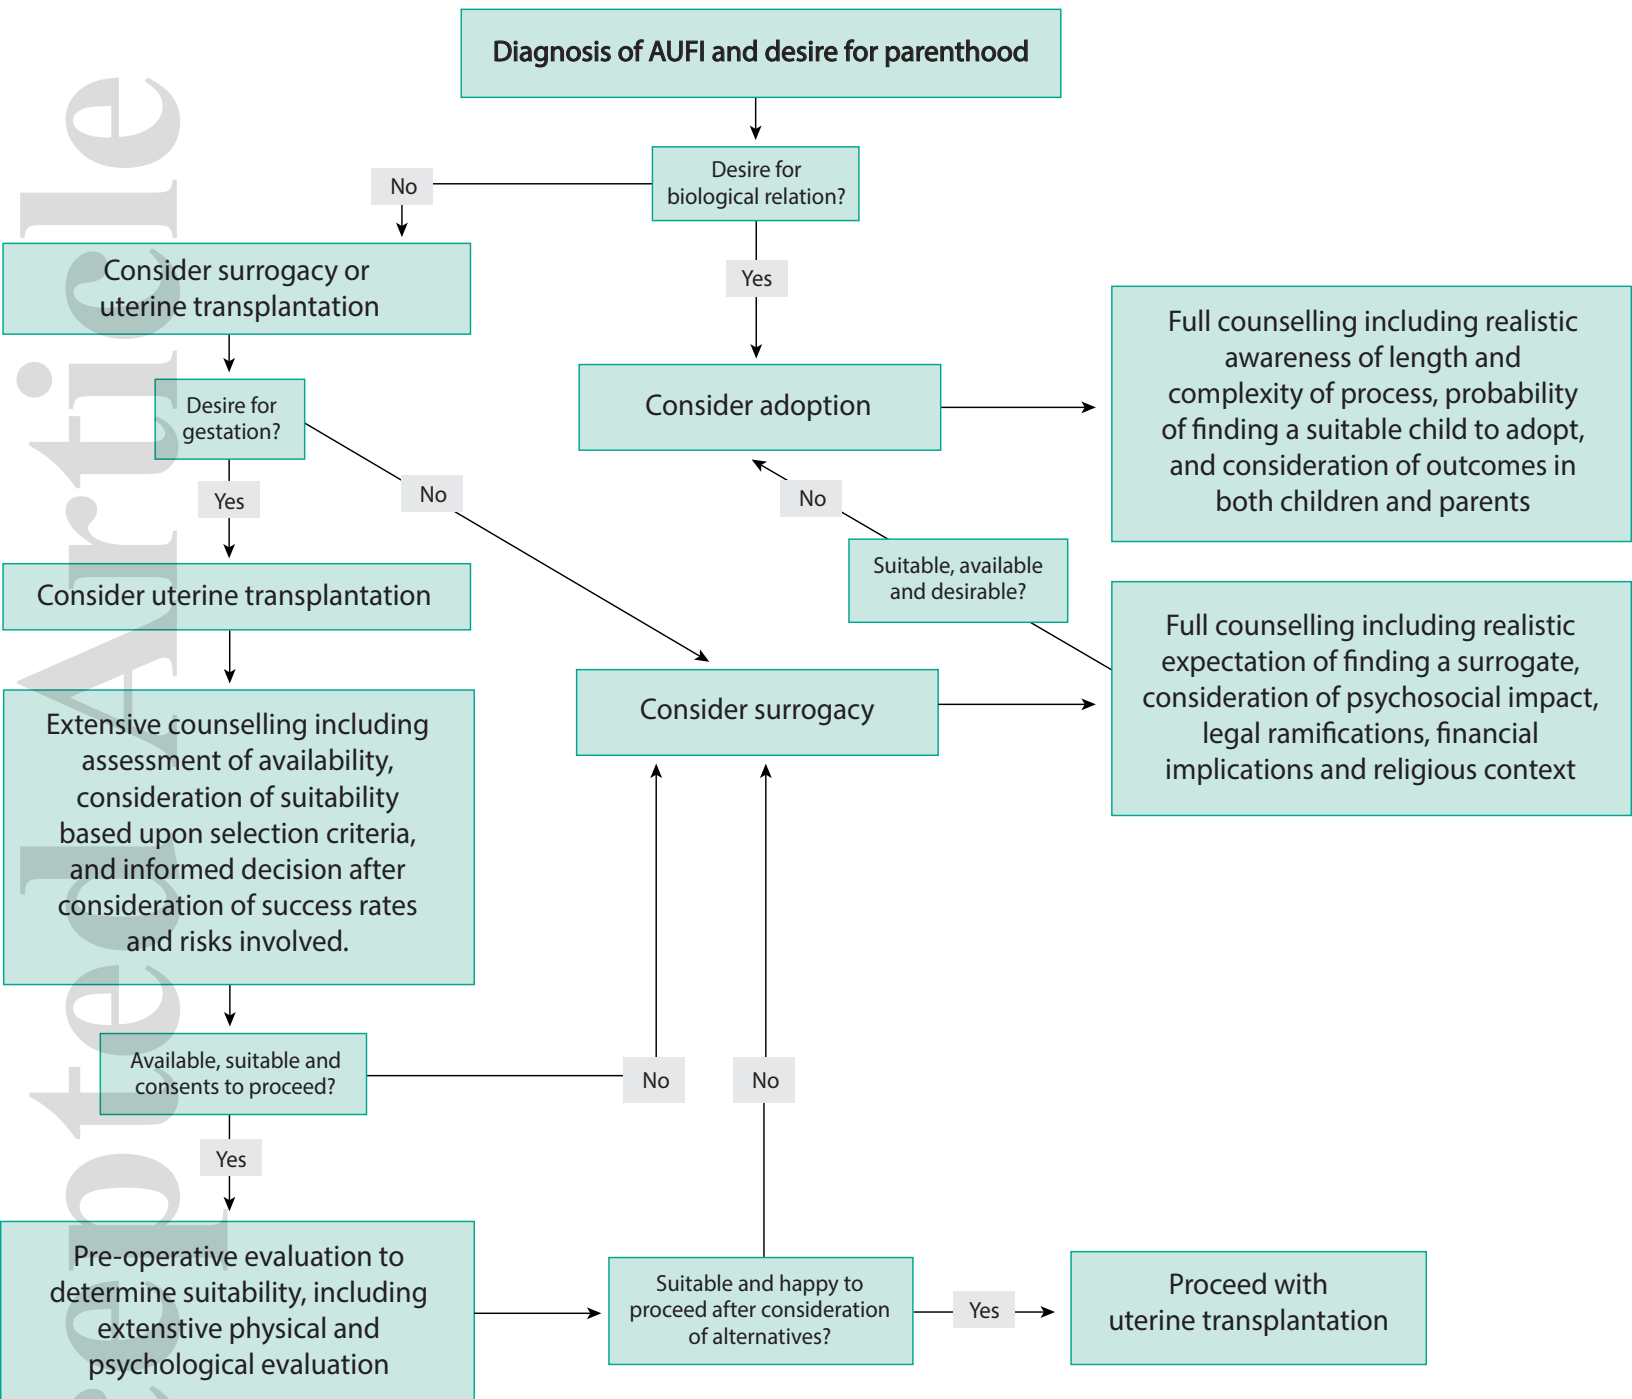 Diagnosis of AUFI and desire for parenthood
Desire for
biological relation?
No
Yes
Consider surrogacy or
uterine transplantation
Desire for
gestation?
Yes
No
Consider adoption
Full counselling including realistic
awareness of length and
complexity of process, probability
of finding a suitable child to adopt,
and consideration of outcomes in
both children and parents
No
Suitable, available
and desirable?
Consider uterine transplantation
Consider surrogacy
Full counselling including realistic
expectation of finding a surrogate,
consideration of psychosocial impact,
legal ramifications, financial
implications and religious context
Extensive counselling including
assessment of availability,
consideration of suitability
based upon selection criteria,
and informed decision after
consideration of success rates
and risks involved.
Available, suitable and
consents to proceed?
No
No
Yes
Pre-operative evaluation to
determine suitability, including
extenstive physical and
psychological evaluation
Suitable and happy to
proceed after consideration
of alternatives?
Yes
Proceed with
uterine transplantation
epted Article